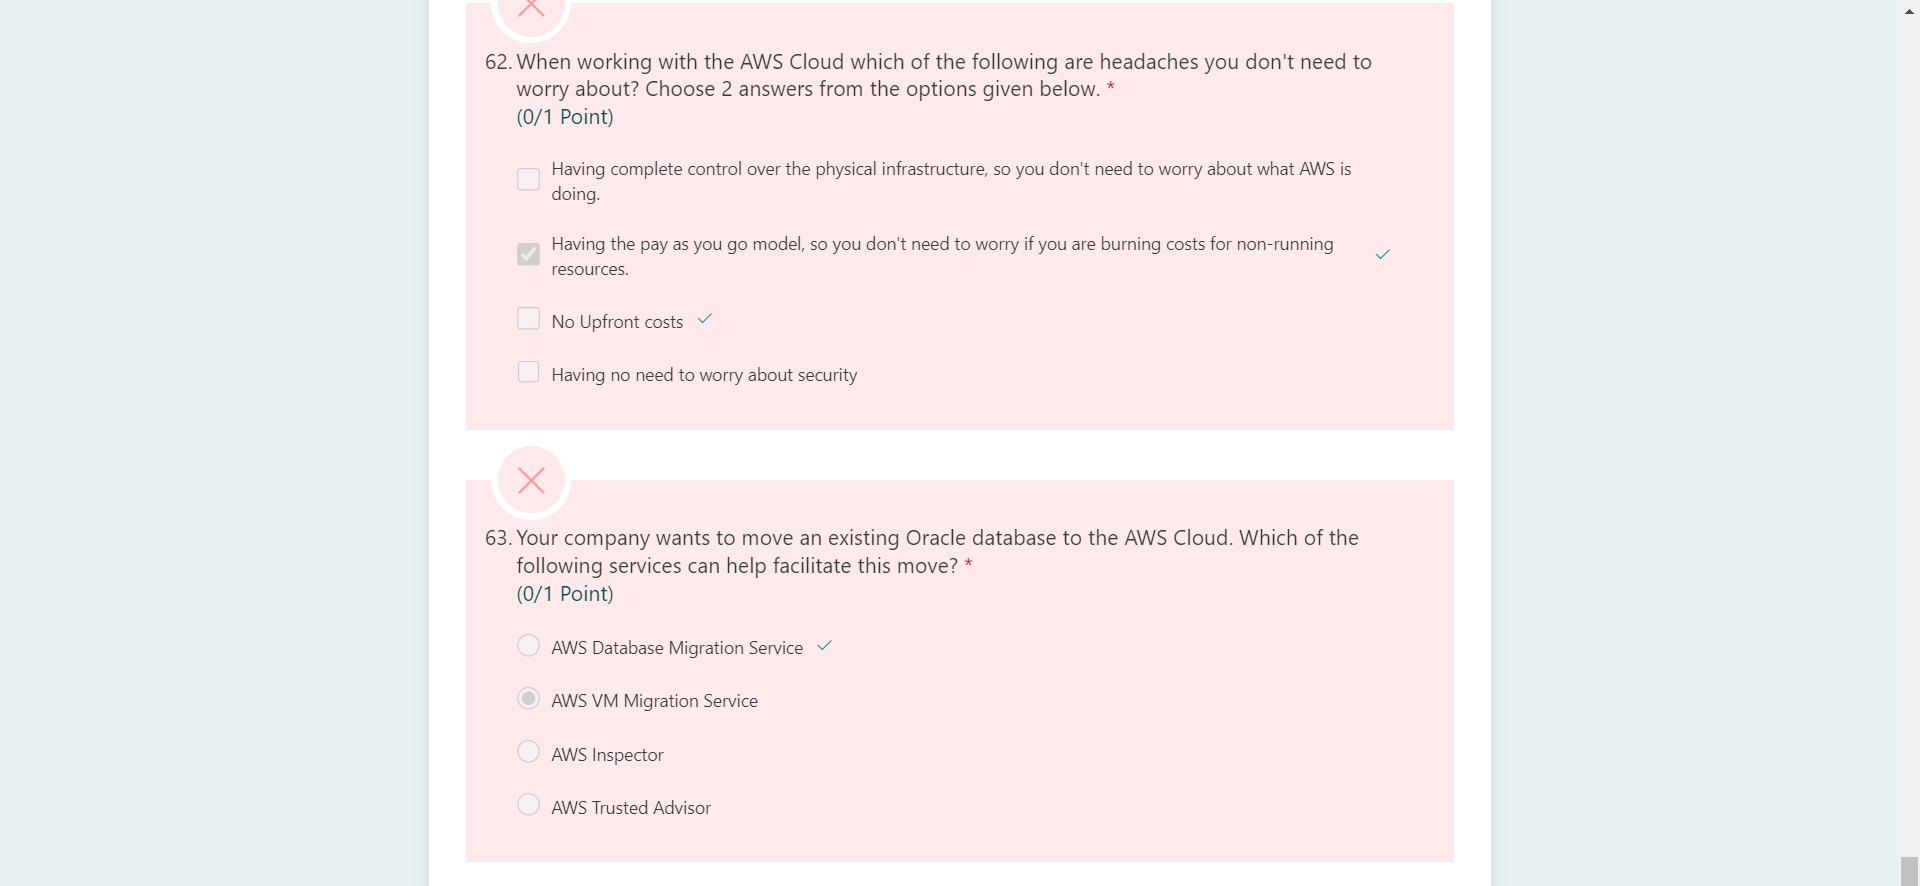 62. When working with the AWS Cloud which of the following are headaches you don't need to
worry about? Choose 2 answers from the options given below. *
(0/1 Point)
Having complete control over the physical infrastructure, so you don't need to worry about what AWS is
doing.
Having the pay as you go model, so you don't need to worry if you are burning costs for non-running
resources.
No Upfront costs
Having no need to worry about security
63. Your company wants to move an existing Oracle database to the AWS Cloud. Which of the
following services can help facilitate this move? *
(0/1 Point)
AWS Database Migration Service
AWS VM Migration Service
AWS Inspector
AWS Trusted Advisor